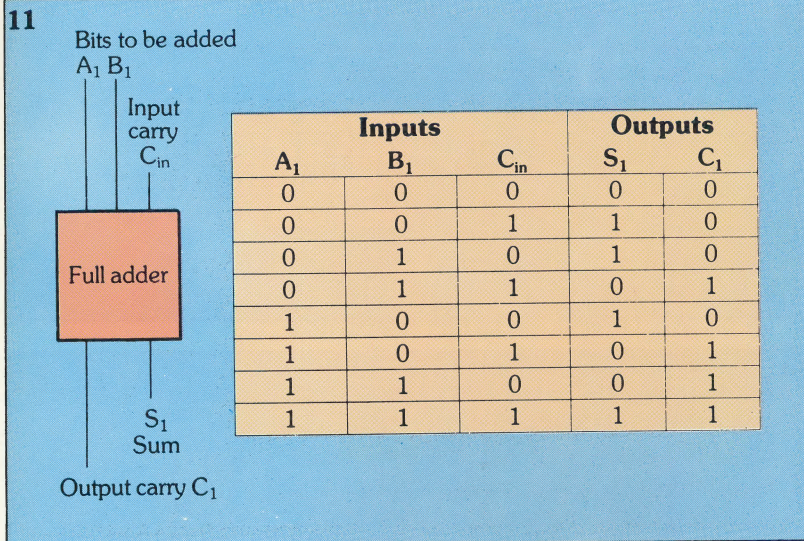 11
Bits to be added
A₁ B₁
Input
carry
Cin
Full adder
S₁
Sum
Output carry C₁
Inputs Outputs
A₁ B₁ Cin S₁ C₁
0 0 0 0 0
0 0 1 1 0
0 1 0 1 0
0 1 1 0 1
1 0 0 1 0
1 0 1 0 1
1 1 0 0 1
1 1 1 1 1